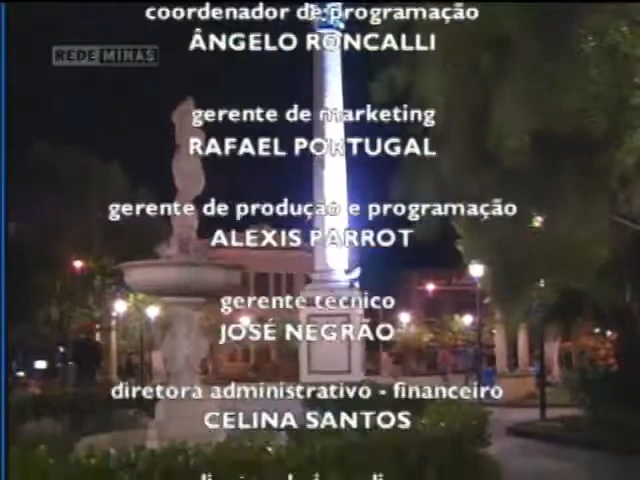 coordenador de programação
ÂNGELO RONCALLI
REDE MINAS
gerente de marketing
RAFAEL PORTUGAL
gerente de produção e programação
ALEXIS PARROT
gerente técnico
JOSÉ NEGRÃO
diretora administrativo - financeiro
CELINA SANTOS